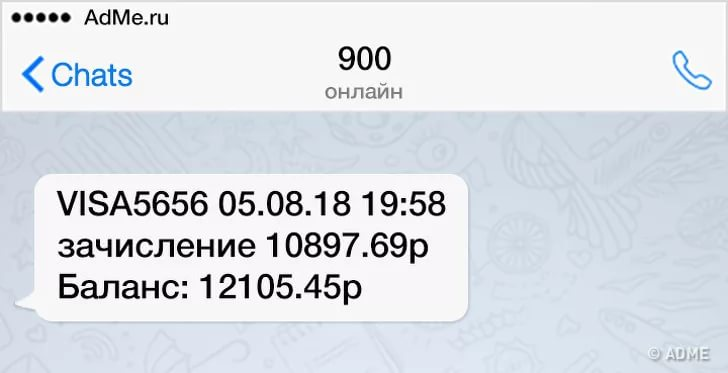 AdMe.ru
Chats
900
онлайн
VISA5656 05.08.18 19:58
зачисление 10897.69р
Баланс: 12105.45р
© ADME